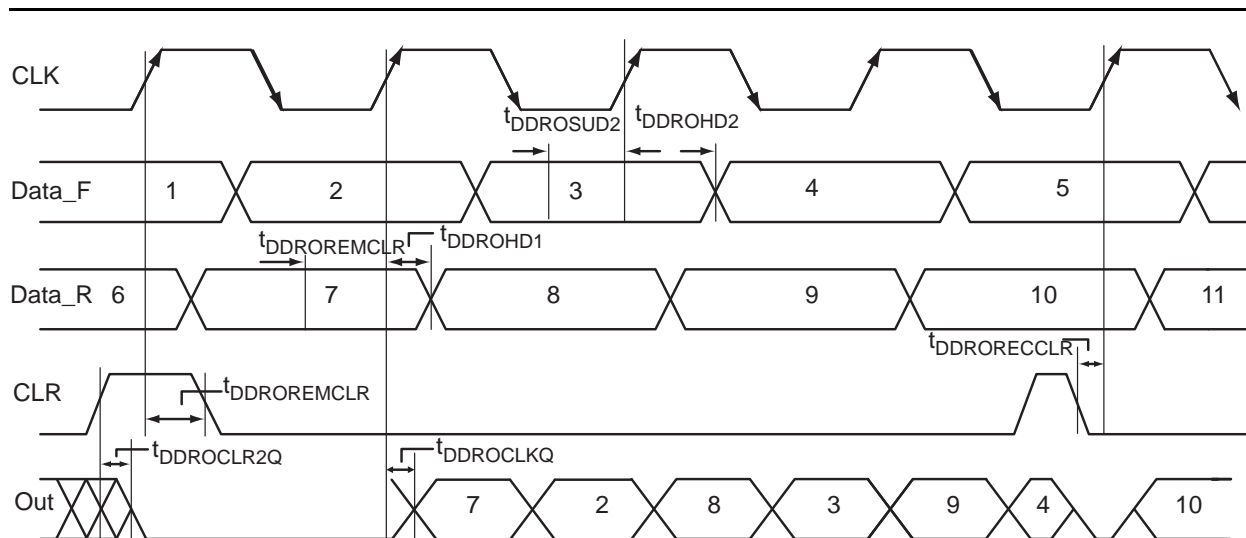 CLK
tDDROSUD2 tDDROHD2
Data_F 1 2 3 4 5
tDDROREMCLR tDDROHD1
Data_R 6 7 8 9 10 11
tDDRORECCLR
CLR
tDDROREMCLR
tDDROCLR2Q tDDROCLKQ
Out 7 2 8 3 9 4 10